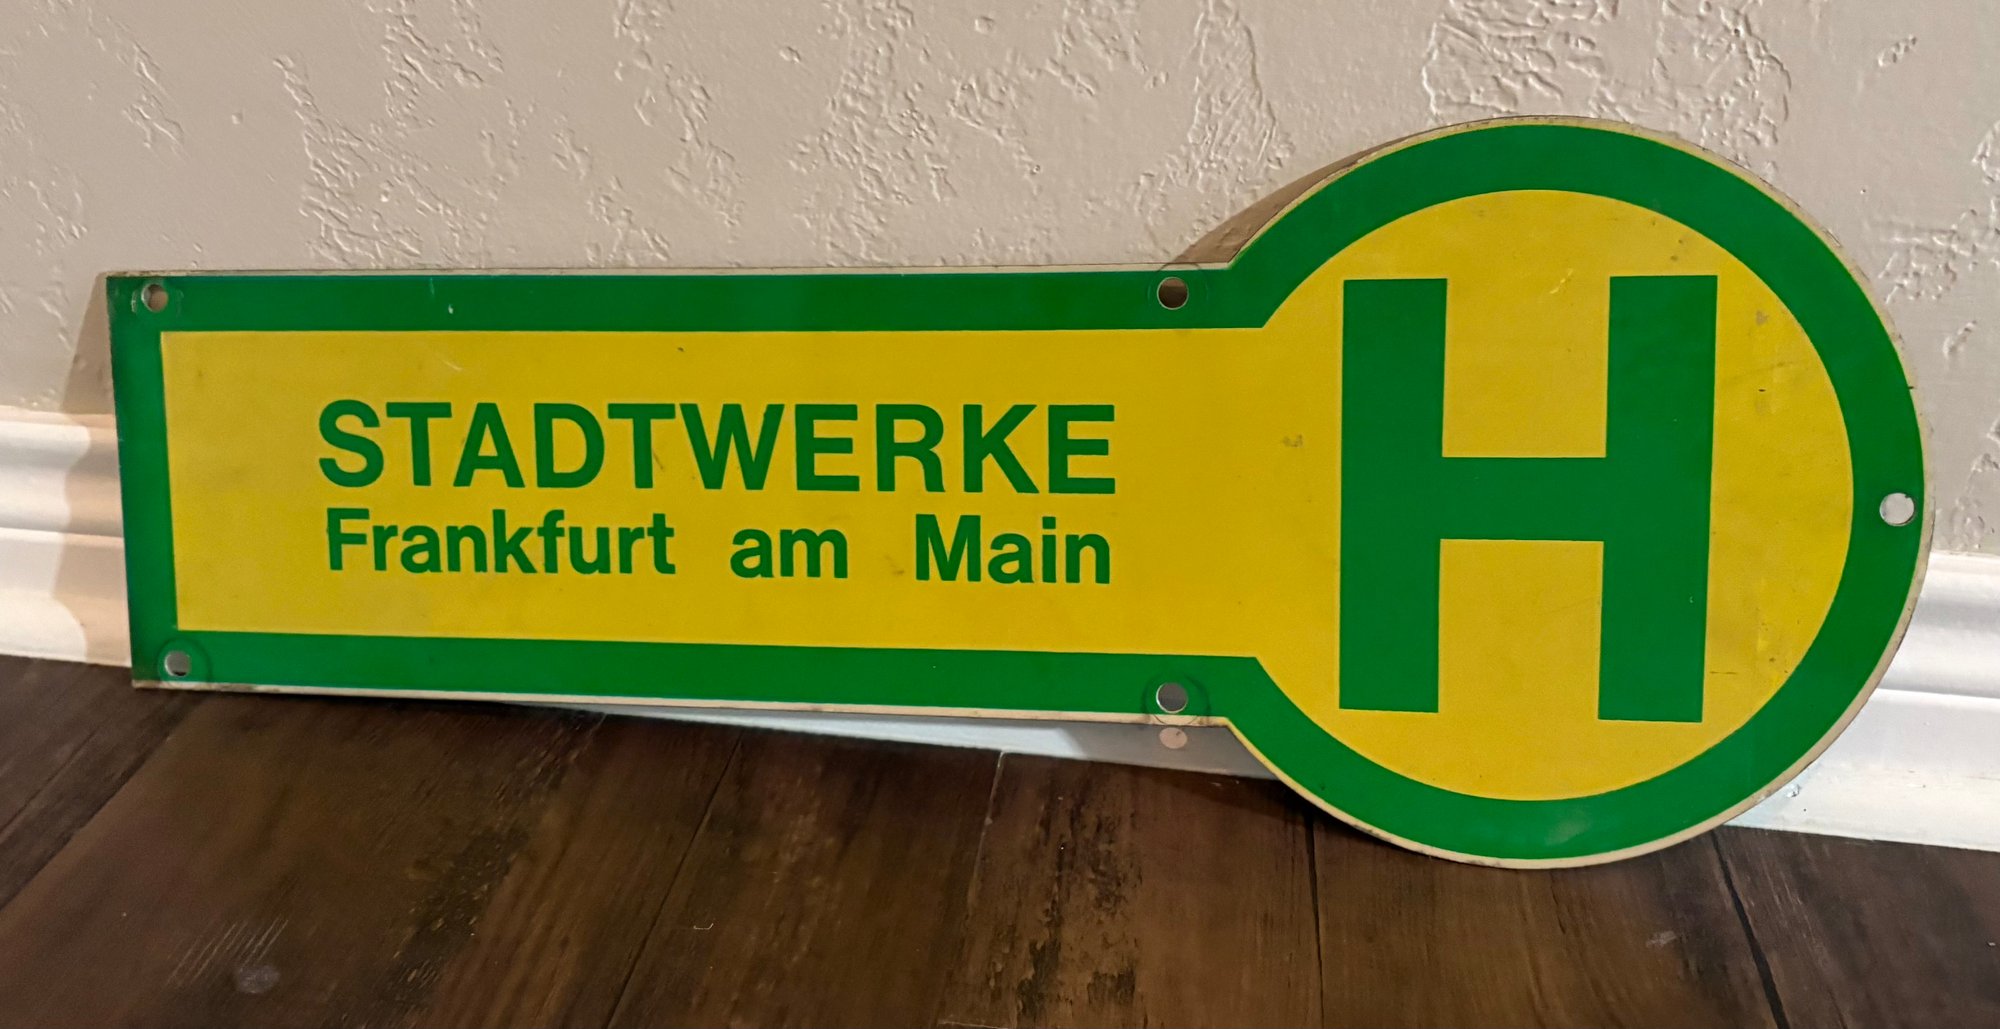 STADTWERKE
Frankfurt am Main
H